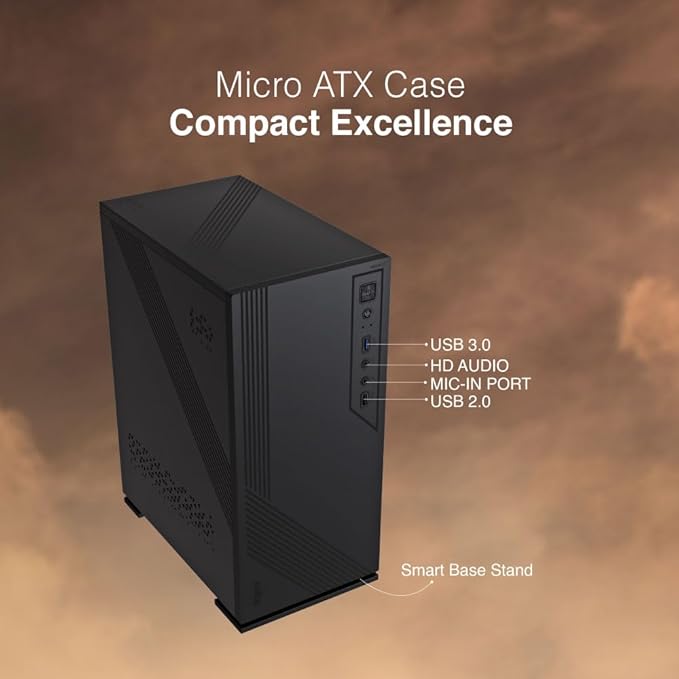 Micro ATX Case
Compact Excellence
USB 3.0
HD AUDIO
MIC-IN PORT
USB 2.0
Smart Base Stand